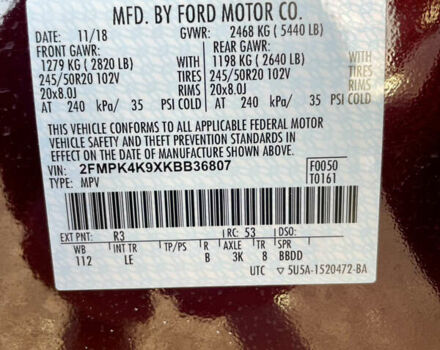 MFD. BY FORD MOTOR CO.
DATE: 11/18 GVWR: 2468 KG ( 5440 LB)
FRONT GAWR: REAR GAWR:
1279 KG ( 2820 LB) WITH 1198 KG ( 2640 LB) WITH
245/50R20 102V TIRES 245/50R20 102V TIRES
20x8.0J RIMS 20x8.0J RIMS
AT 240 kPa/ 35 PSI COLD AT 240 kPa/ 35 PSI COLD
THIS VEHICLE CONFORMS TO ALL APPLICABLE FEDERAL MOTOR
VEHICLE SAFETY AND THEFT PREVENTION STANDARDS IN EFFECT
ON THE DATE OF MANUFACTURE SHOWN ABOVE.
VIN: 2FMPK4K9XKBB36807 F0050
TYPE: MPV T0161
EXT PNT: R3 RC: 53 DSO:
WB INT TR TP/PS R AXLE TR SPR
112 LE B 3K 8 BBDD
UTC ▽ 5U5A-1520472-BA